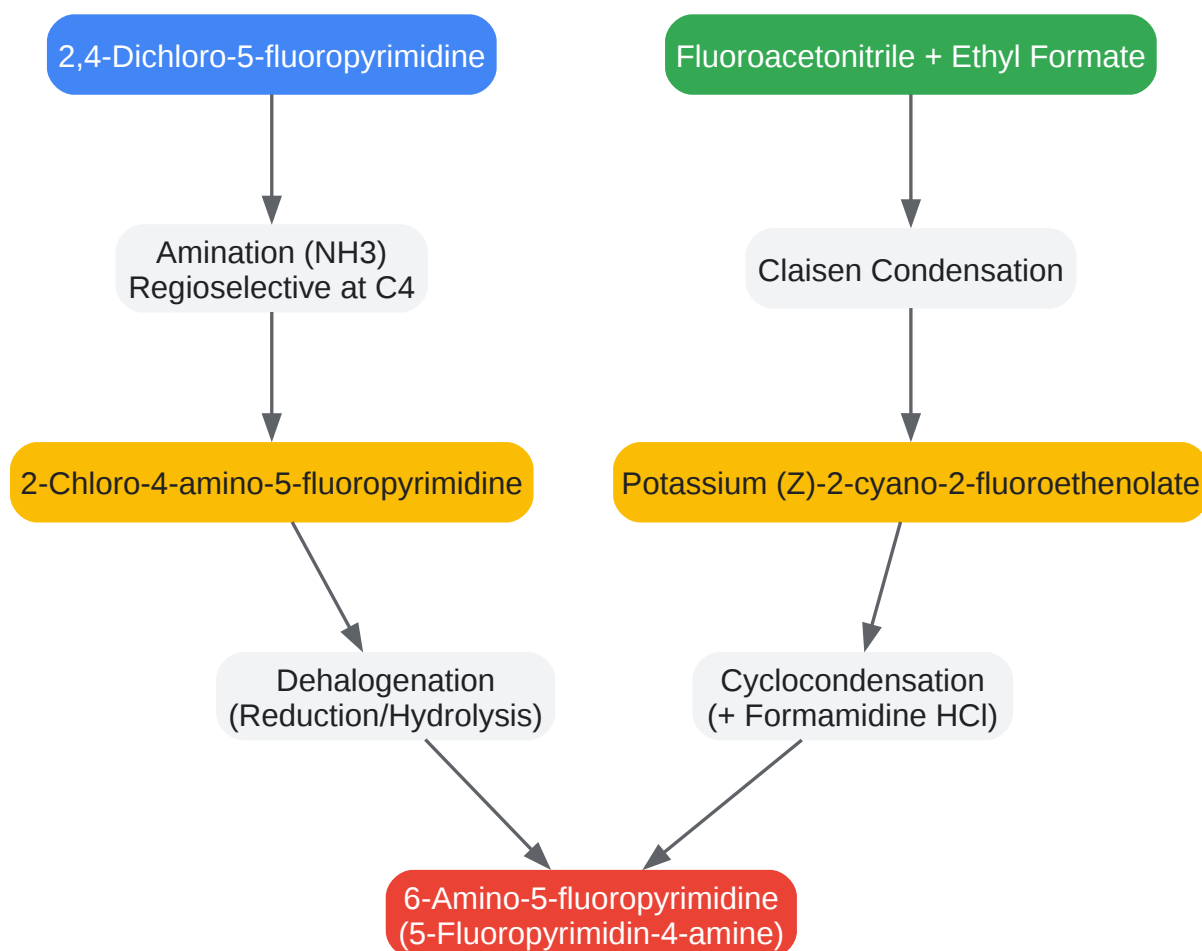 2,4-Dichloro-5-fluoropyrimidine
Fluoroacetonitrile + Ethyl Formate
Amination (NH3)
Regioselective at C4
Claisen Condensation
2-Chloro-4-amino-5-fluoropyrimidine
Potassium (Z)-2-cyano-2-fluoroethenolate
Dehalogenation
(Reduction/Hydrolysis)
Cyclocondensation
(+ Formamidine HCl)
6-Amino-5-fluoropyrimidine
(5-Fluoropyrimidin-4-amine)